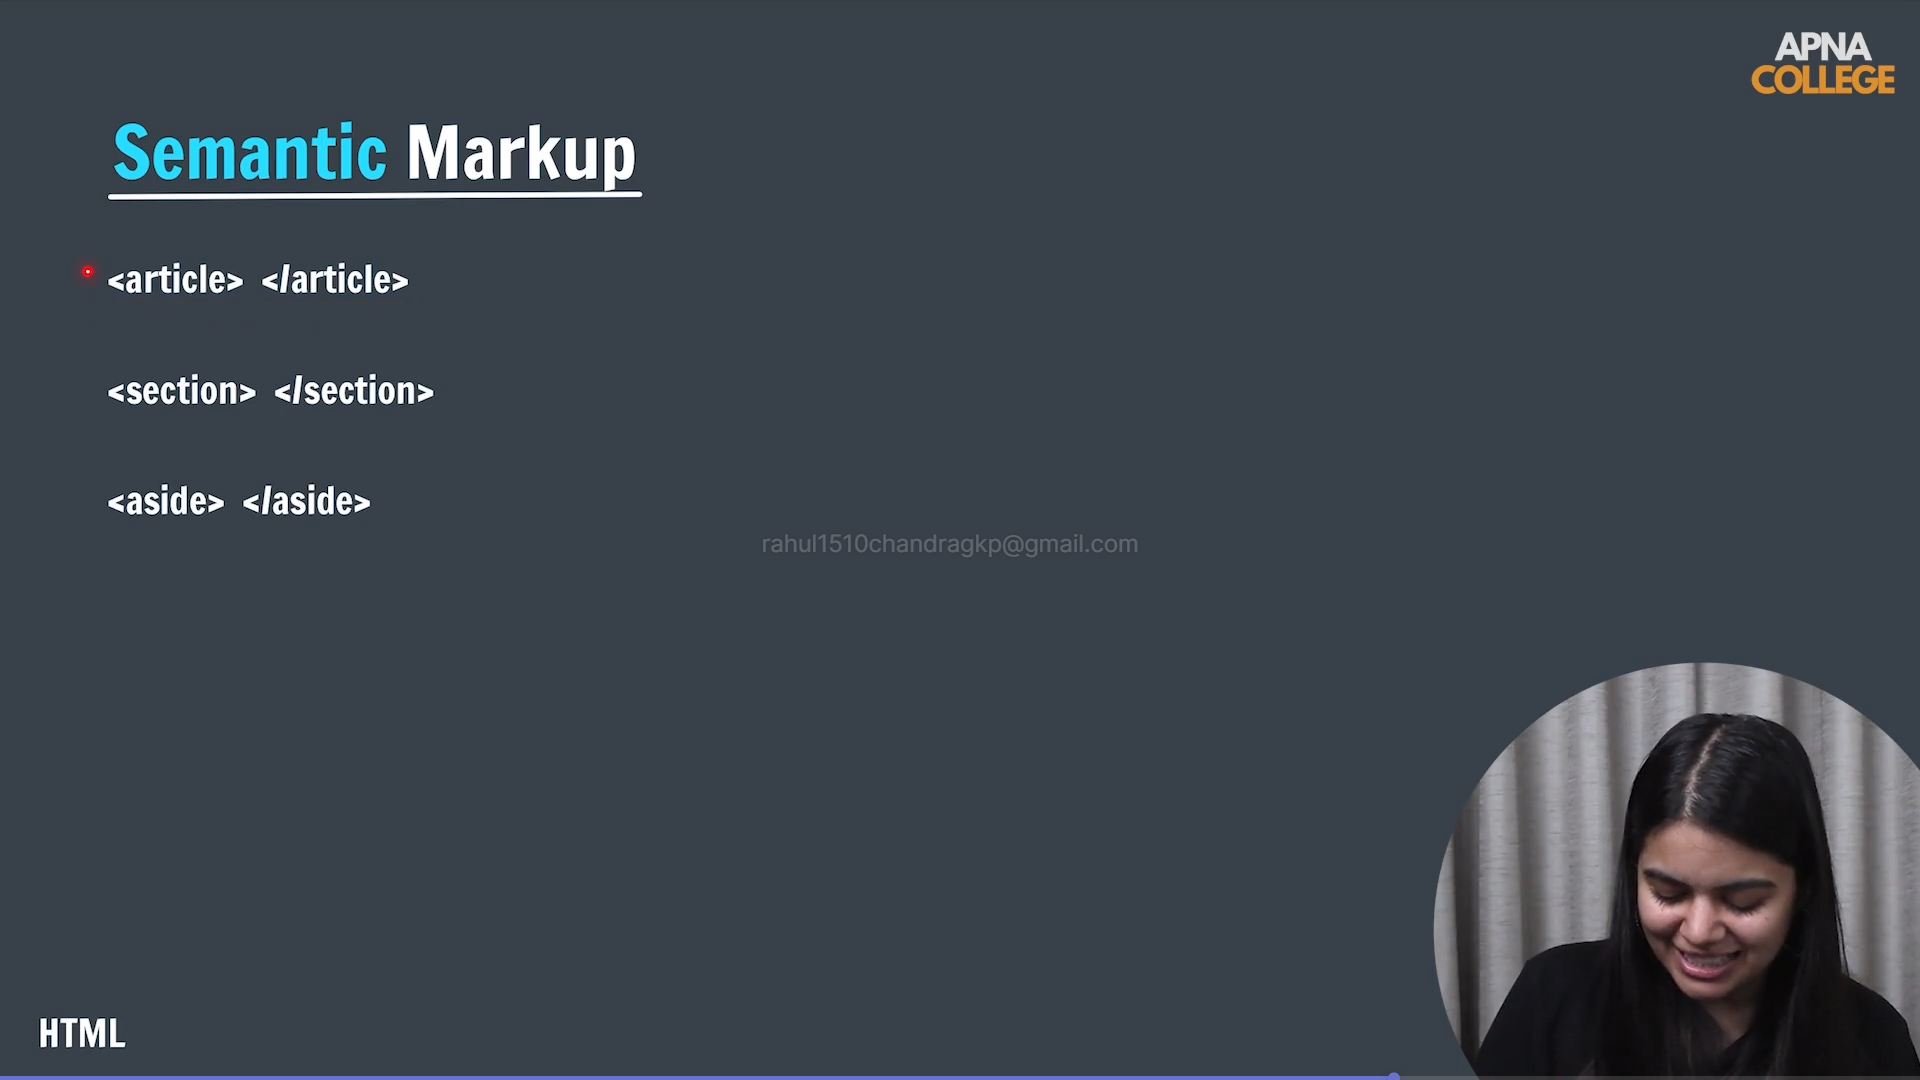 APNA
COLLEGE
Semantic Markup
<article> </article>
<section> </section>
<aside> </aside>
rahul1510chandragkp@gmail.com
HTML